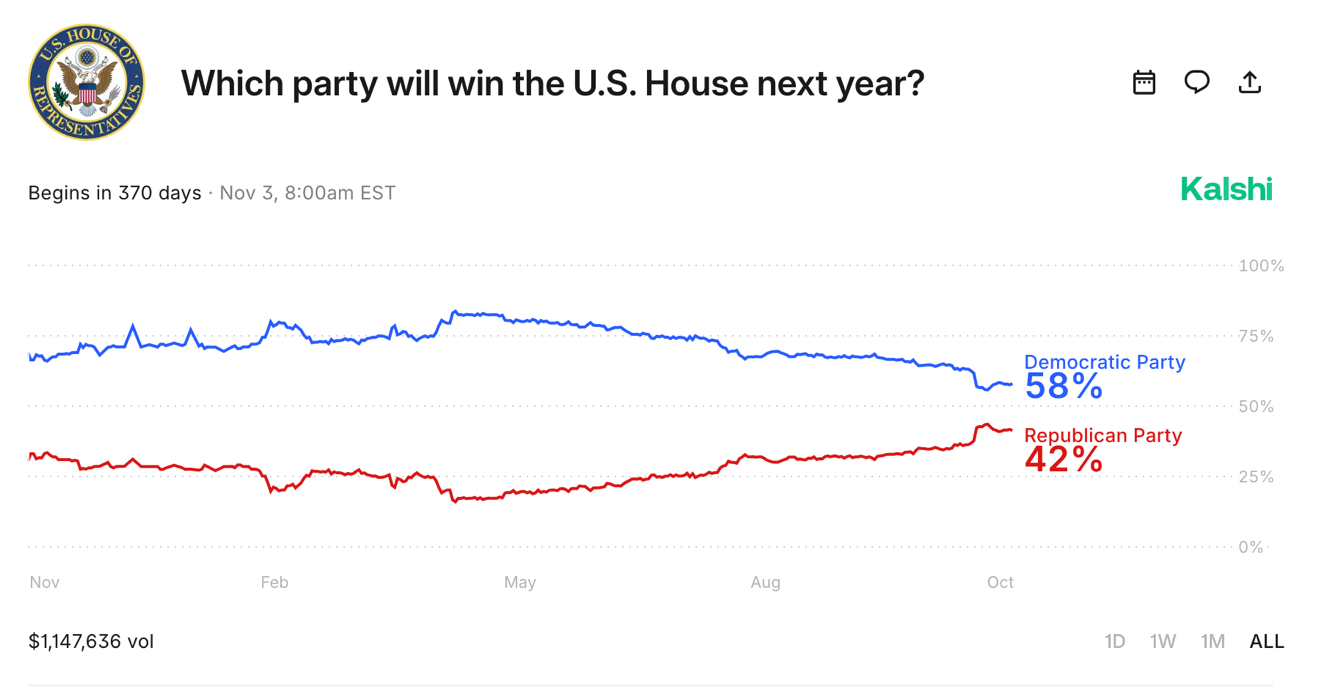 U.S. HOUSE OF
REPRESENTATIVES
Which party will win the U.S. House next year?
Begins in 370 days · Nov 3, 8:00am EST
Kalshi
100%
75%
Democratic Party
58%
50%
Republican Party
42%
25%
0%
Nov Feb May Aug Oct
$1,147,636 vol
1D 1W 1M ALL